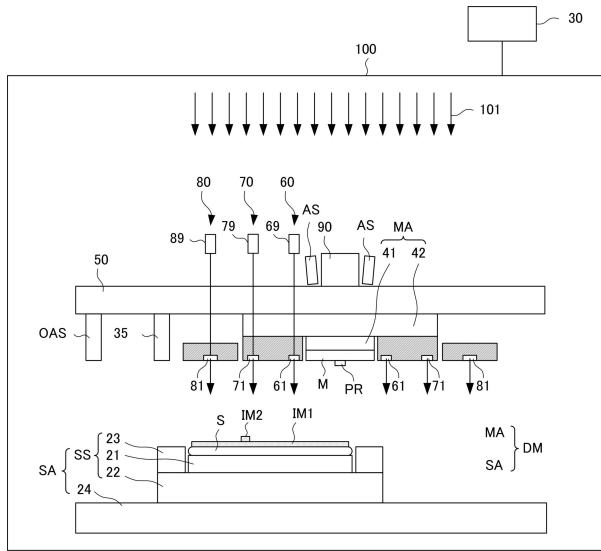 30
100
101
80 70 60
AS AS MA
89 79 69 90 41 42
50
OAS 35
81 71 61 M PR 61 71 81
S IM2 IM1
MA
DM
SA
23
SS
21
SA
22
24